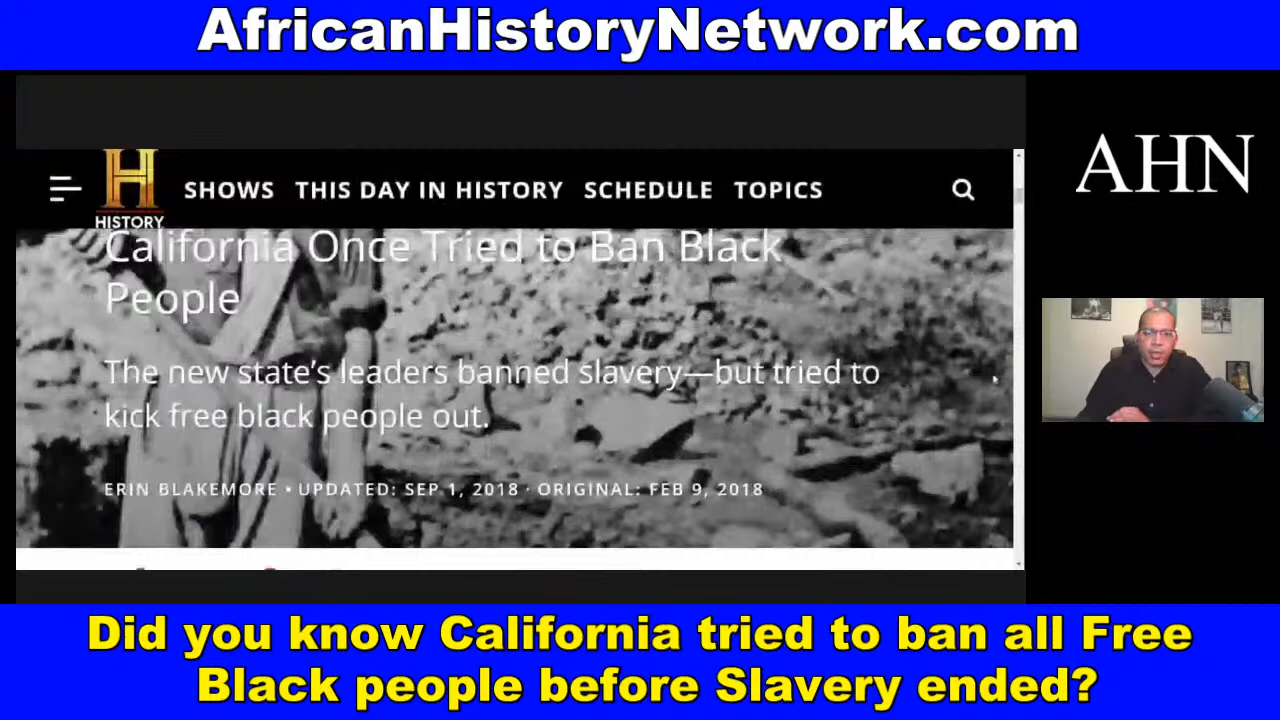 AfricanHistoryNetwork.com
AHN
H
HISTORY
SHOWS THIS DAY IN HISTORY SCHEDULE TOPICS
California Once Tried to Ban Black
People
The new state’s leaders banned slavery—but tried to
kick free black people out.
ERIN BLAKEMORE • UPDATED: SEP 1, 2018 · ORIGINAL: FEB 9, 2018
Did you know California tried to ban all Free
Black people before Slavery ended?